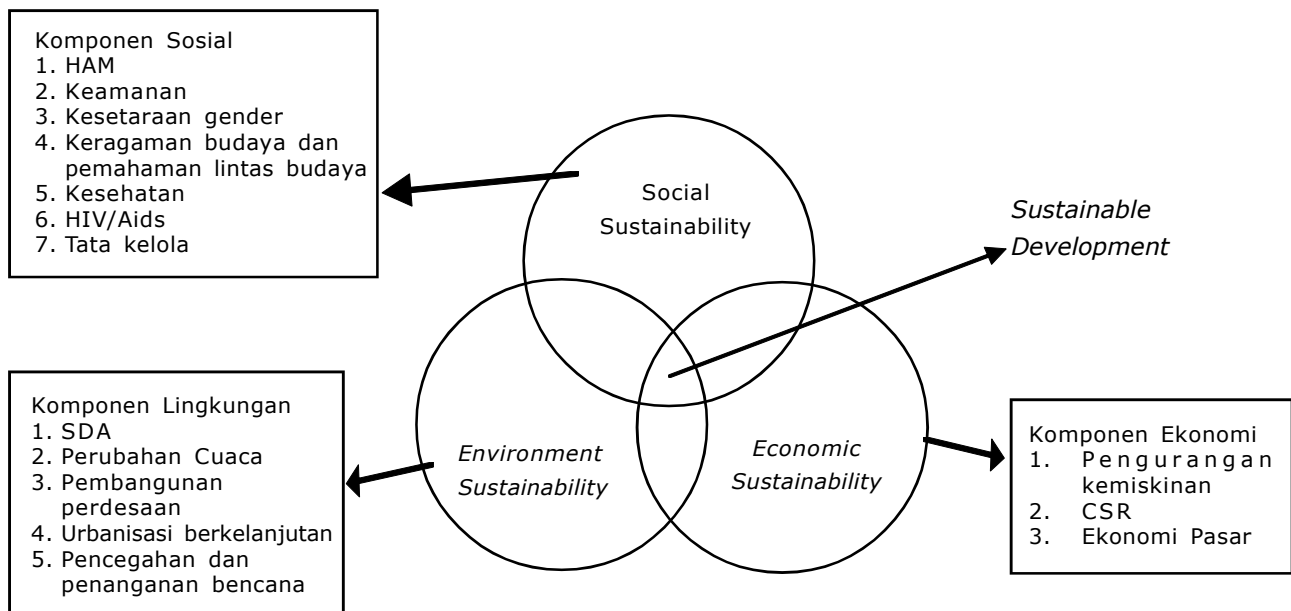 Komponen Sosial
1. HAM
2. Keamanan
3. Kesetaraan gender
4. Keragaman budaya dan
pemahaman lintas budaya
5. Kesehatan
6. HIV/Aids
7. Tata kelola
Social
Sustainability
Sustainable
Development
Komponen Lingkungan
1. SDA
2. Perubahan Cuaca
3. Pembangunan
perdesaan
4. Urbanisasi berkelanjutan
5. Pencegahan dan
penanganan bencana
Environment
Sustainability
Economic
Sustainability
Komponen Ekonomi
1. Pengurangan
kemiskinan
2. CSR
3. Ekonomi Pasar